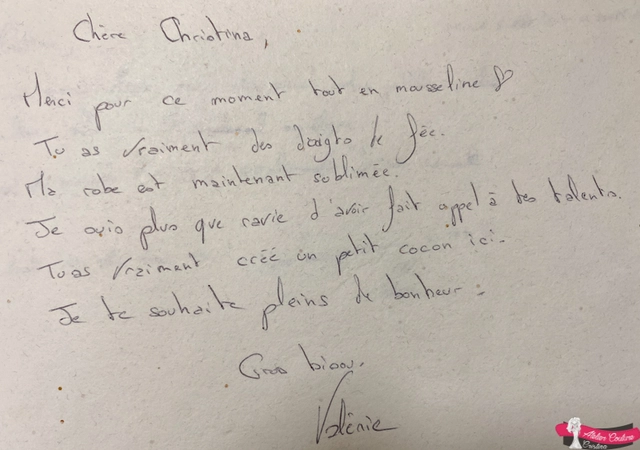 Chère Christina,
Merci pour ce moment tout en mousseline ♡
Tu as vraiment des doigts de fée.
Ma robe est maintenant sublimée.
Je suis plus que ravie d'avoir fait appel à tes talents.
Tu as vraiment créé un petit cocon ici.
Je te souhaite pleins de bonheur.
Gros bisou.
Valérie
Atelier Couture